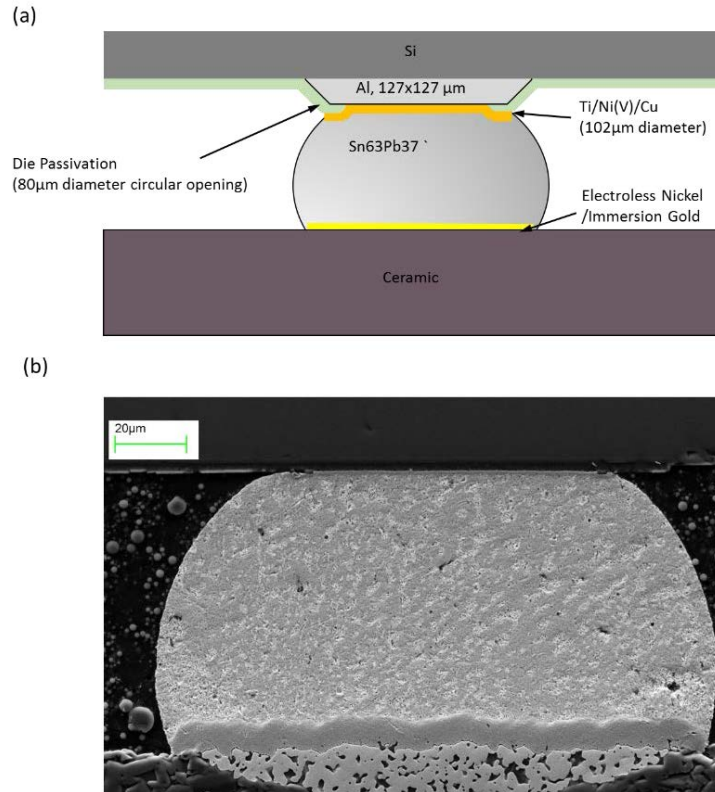 (a)
Si
Al, 127x127 µm
Ti/Ni(V)/Cu
(102µm diameter)
Sn63Pb37 `
Die Passivation
(80µm diameter circular opening)
Electroless Nickel
/Immersion Gold
Ceramic
(b)
20µm